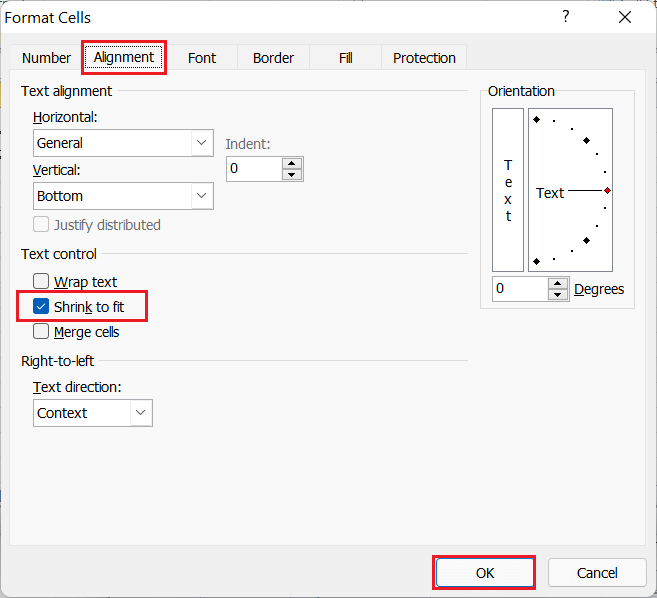 Format Cells ?
Number Alignment Font Border Fill Protection
Text alignment
Horizontal:
General
Indent:
Vertical:
0
Bottom
Justify distributed
Text control
Wrap text
Shrink to fit
Merge cells
Right-to-left
Text direction:
Context
Orientation
Text
Text
0 Degrees
OK Cancel